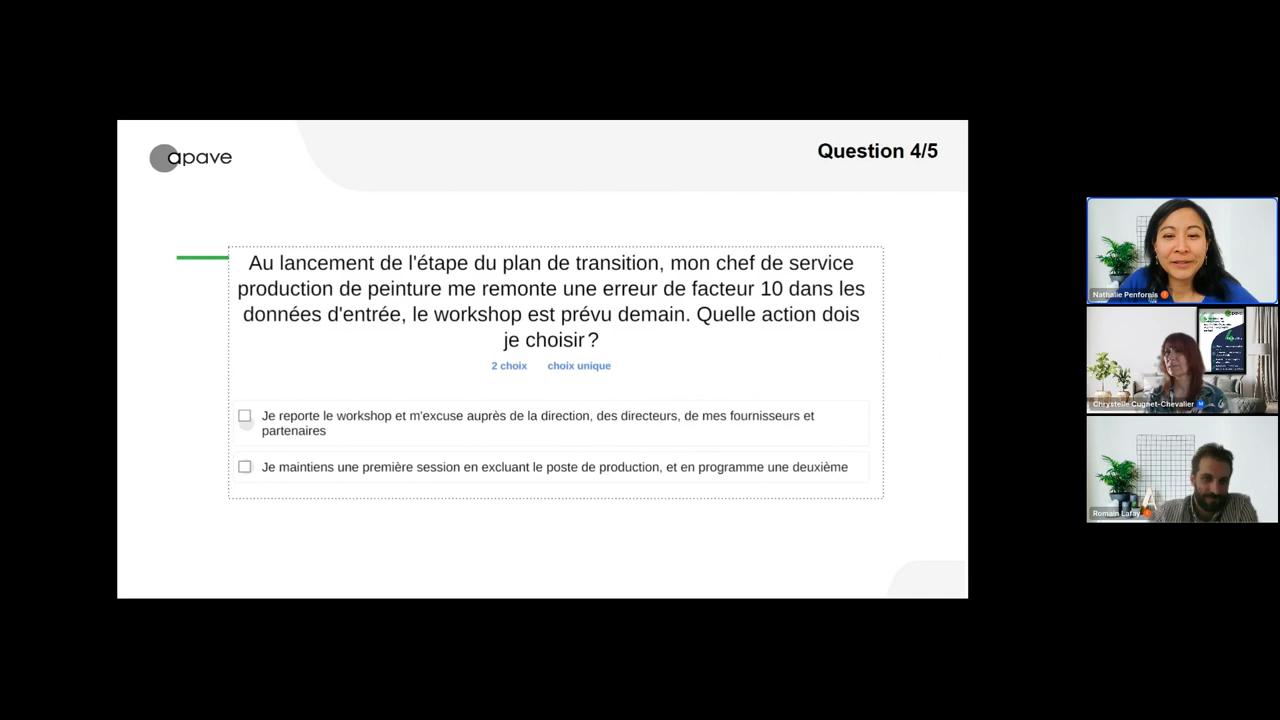 apave
Question 4/5
Au lancement de l'étape du plan de transition, mon chef de service
production de peinture me remonte une erreur de facteur 10 dans les
données d'entrée, le workshop est prévu demain. Quelle action dois
je choisir ?
2 choix choix unique
Je reporte le workshop et m'excuse auprès de la direction, des directeurs, de mes fournisseurs et
partenaires
Je maintiens une première session en excluant le poste de production, et en programme une deuxième
Nathalie Penfornis
apave
Chrystelle Cugnet-Chevalier M
Romain Lafay